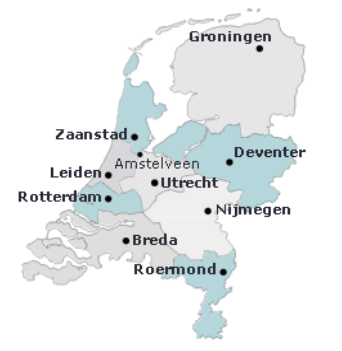 Groningen
Zaanstad
Amstelveen
Deventer
Leiden
Utrecht
Rotterdam
Nijmegen
Breda
Roermond